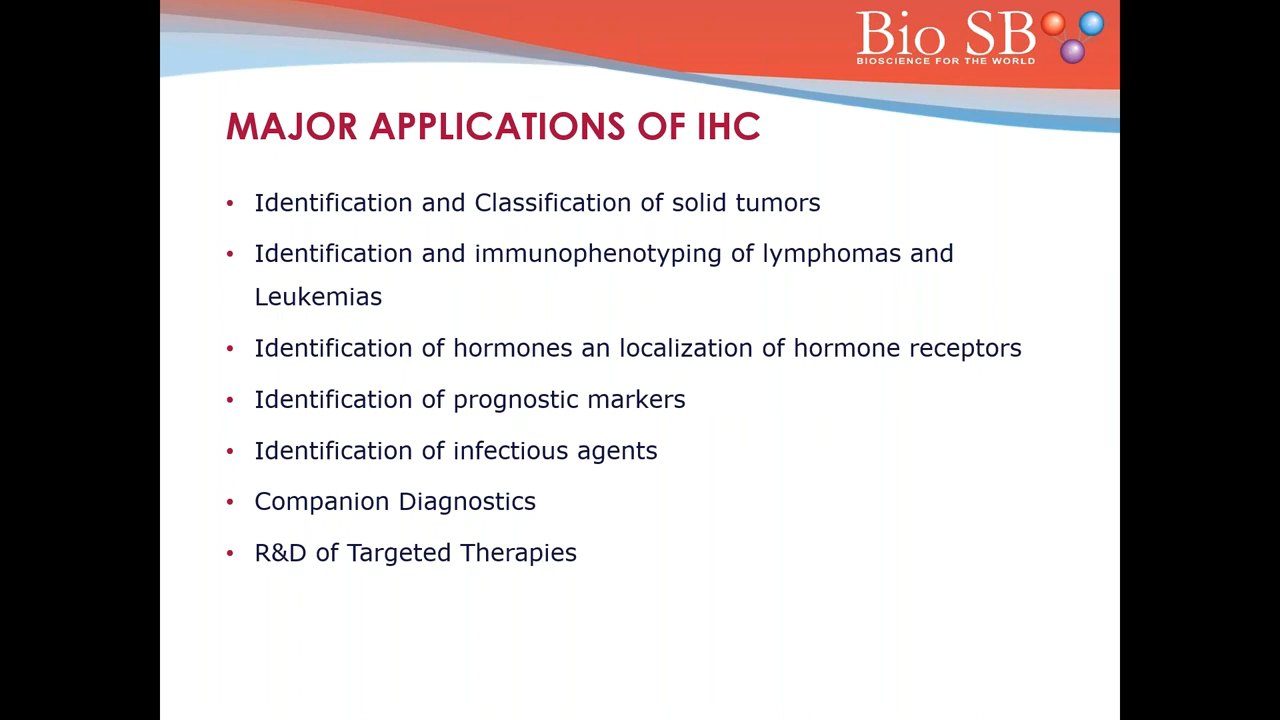 Bio SB
BIOSCIENCE FOR THE WORLD
MAJOR APPLICATIONS OF IHC
• Identification and Classification of solid tumors
• Identification and immunophenotyping of lymphomas and
Leukemias
• Identification of hormones an localization of hormone receptors
• Identification of prognostic markers
• Identification of infectious agents
• Companion Diagnostics
• R&D of Targeted Therapies